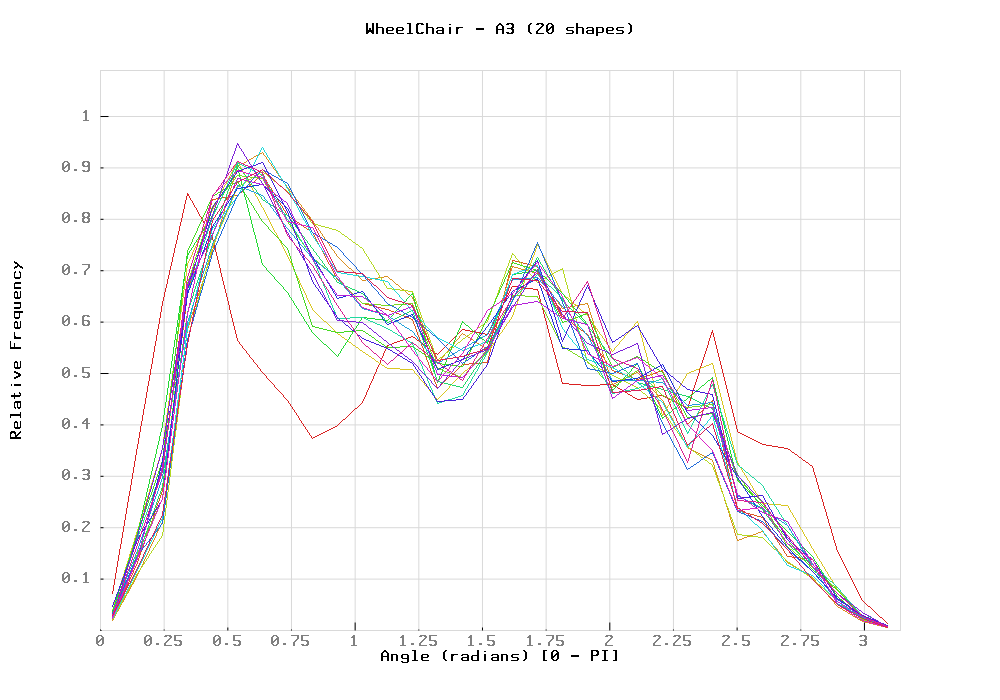 WheelChair - A3 (20 shapes)
Relative Frequency
1
0.9
0.8
0.7
0.6
0.5
0.4
0.3
0.2
0.1
0 0.25 0.5 0.75 1 1.25 1.5 1.75 2 2.25 2.5 2.75 3
Angle (radians) [0 - PI]